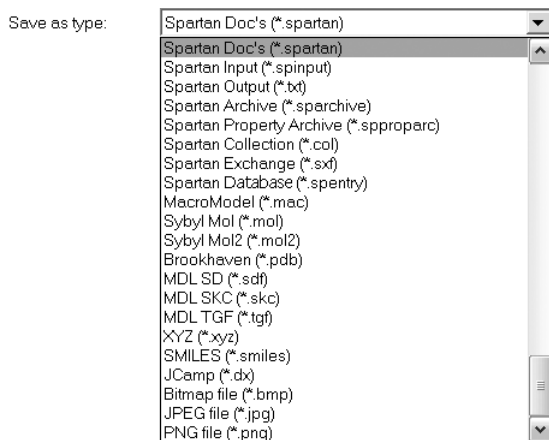 Save as type: Spartan Doc's (*.spartan)
Spartan Doc's (*.spartan)
Spartan Input (*.spinput)
Spartan Output (*.txt)
Spartan Archive (*.sparchive)
Spartan Property Archive (*.spproparc)
Spartan Collection (*.col)
Spartan Exchange (*.sxf)
Spartan Database (*.spentry)
MacroModel (*.mac)
Sybyl Mol (*.mol)
Sybyl Mol2 (*.mol2)
Brookhaven (*.pdb)
MDL SD (*.sdf)
MDL SKC (*.skc)
MDL TGF (*.tgf)
XYZ (*.xyz)
SMILES (*.smiles)
JCamp (*.dx)
Bitmap file (*.bmp)
JPEG file (*.jpg)
PNG file (*.png)